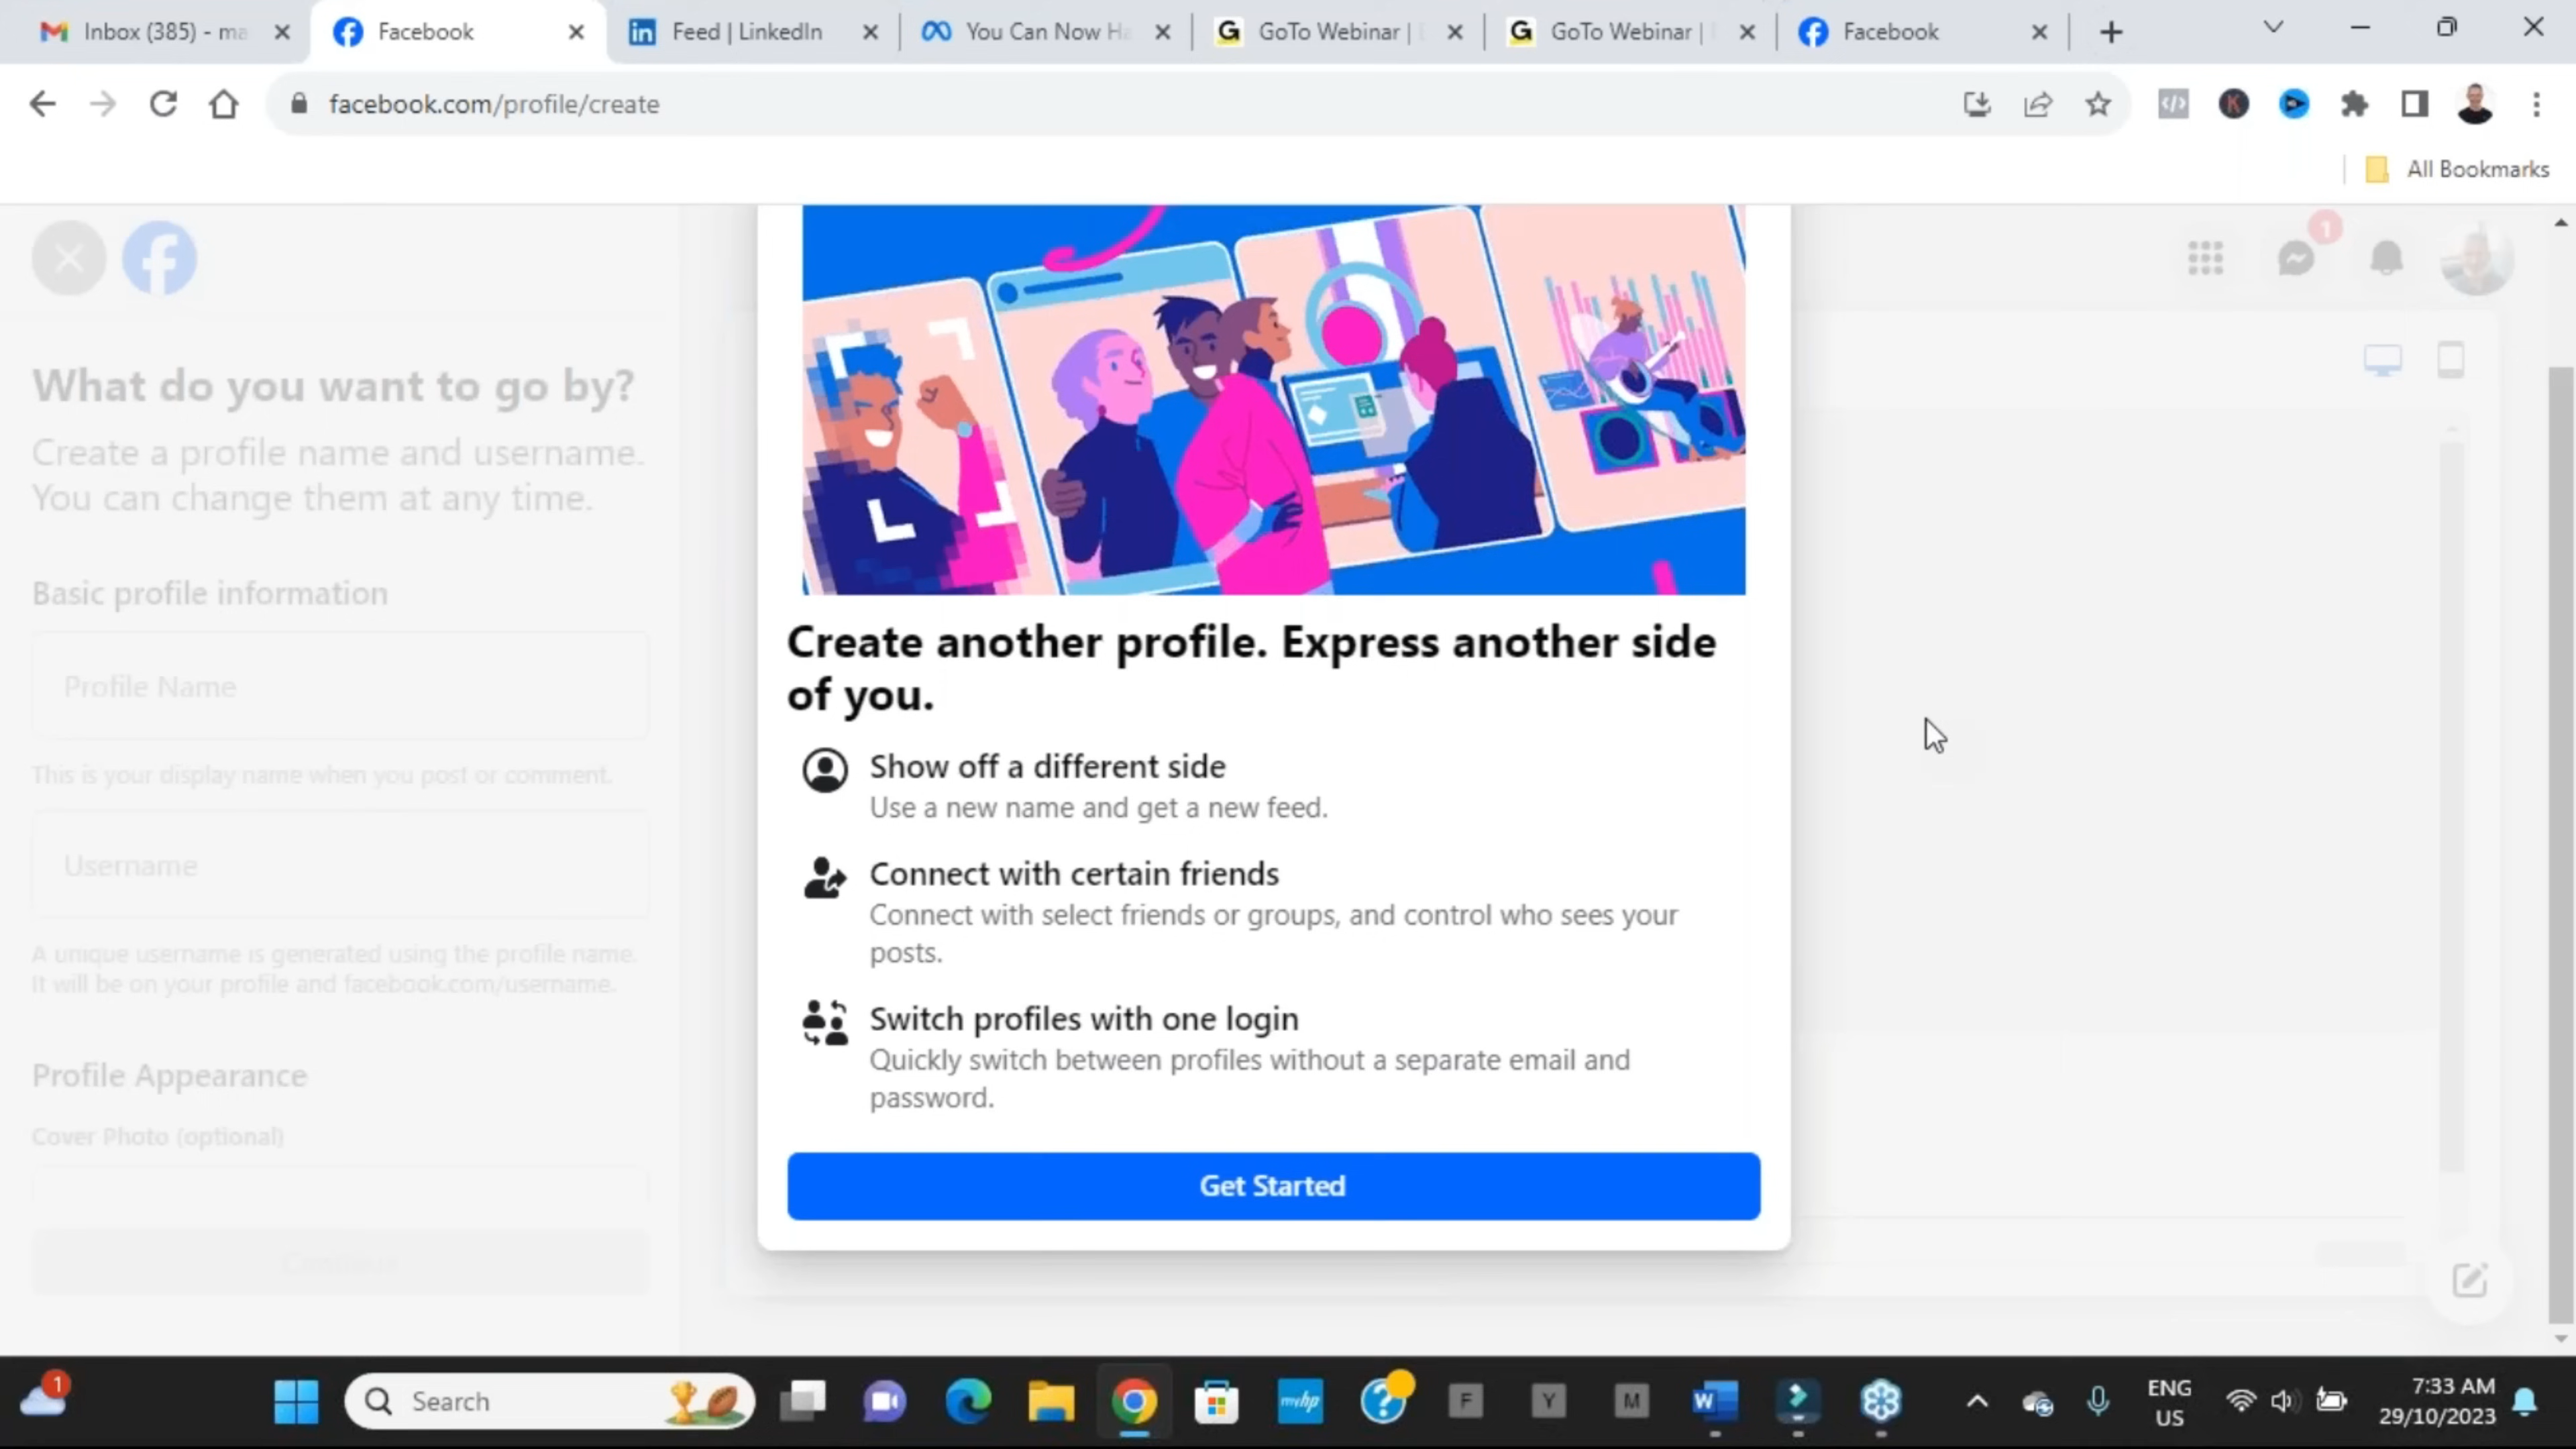 Inbox (385) - ma
Facebook
Feed | LinkedIn
You Can Now Ha
GoTo Webinar |
GoTo Webinar |
Facebook
facebook.com/profile/create
All Bookmarks
1
What do you want to go by?
Create a profile name and username.
You can change them at any time.
Basic profile information
Profile Name
This is your display name when you post or comment.
Username
A unique username is generated using the profile name.
It will be on your profile and facebook.com/username.
Profile Appearance
Cover Photo (optional)
Create another profile. Express another side
of you.
Show off a different side
Use a new name and get a new feed.
Connect with certain friends
Connect with select friends or groups, and control who sees your
posts.
Switch profiles with one login
Quickly switch between profiles without a separate email and
password.
Get Started
1
Search
myhp
F
Y
M
ENG
US
7:33 AM
29/10/2023